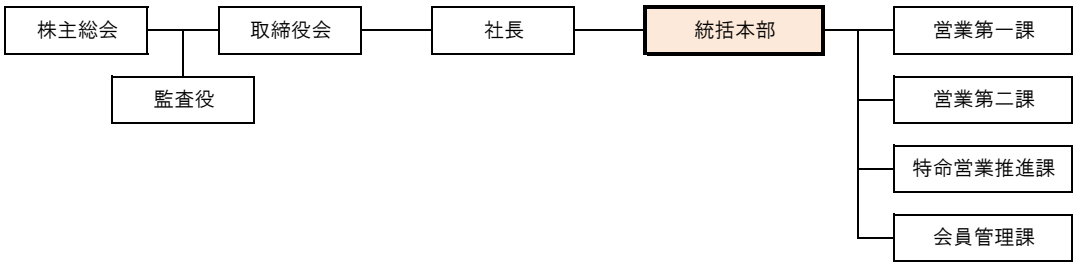 株主総会
取締役会
社長
統括本部
営業第一課
監査役
営業第二課
特命営業推進課
会員管理課